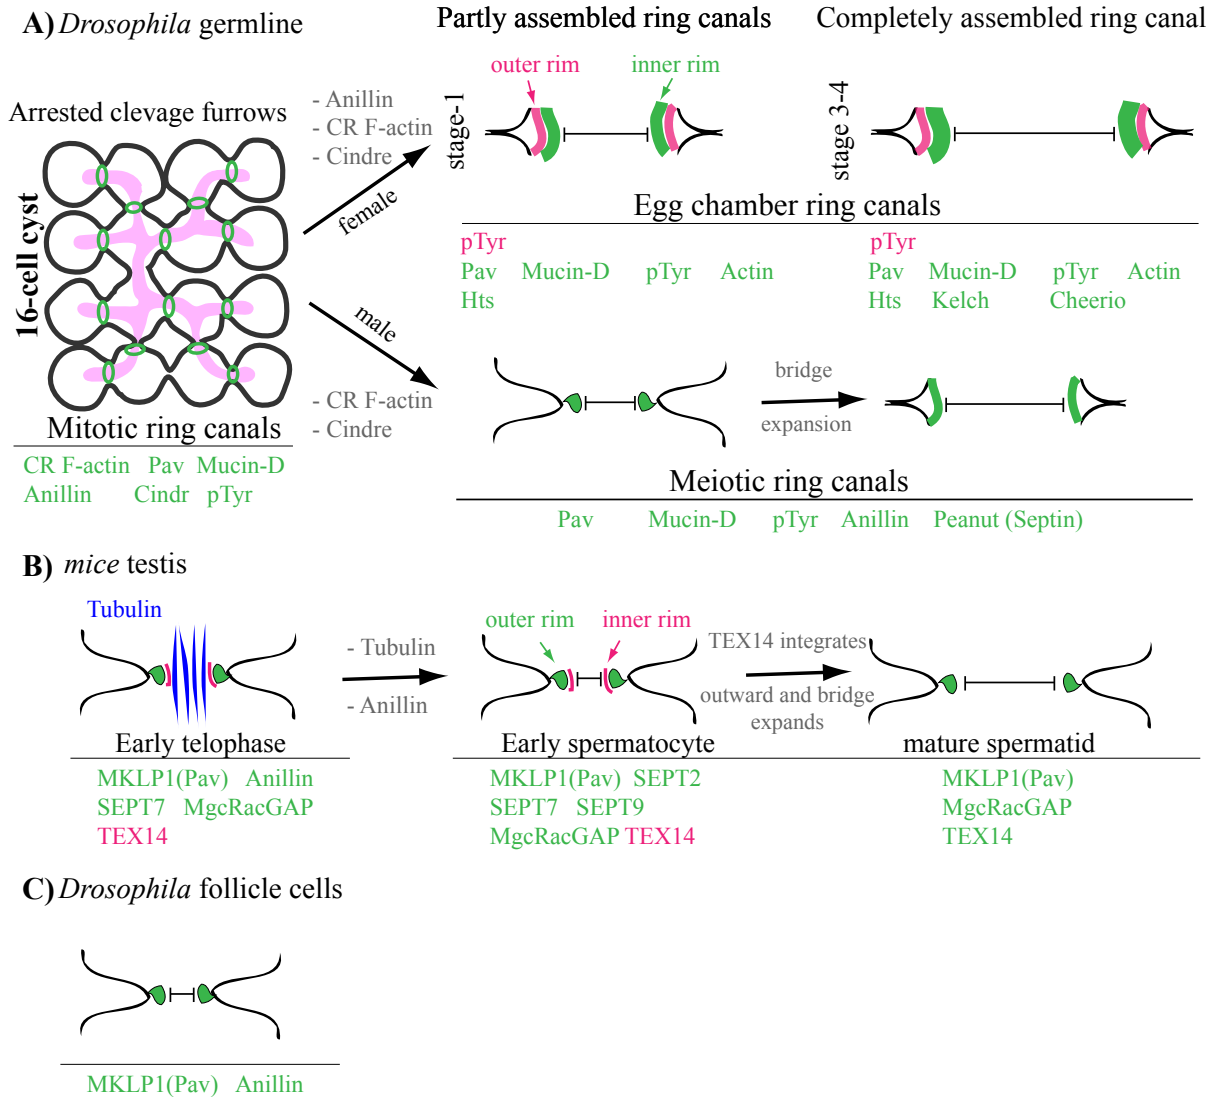 A) Drosophila germline
Partly assembled ring canals
Completely assembled ring canal
Arrested clevage furrows
16-cell cyst
- Anillin
- CR F-actin
- Cindre
female
stage-1
outer rim
inner rim
stage 3-4
Egg chamber ring canals
pTyr
Pav Mucin-D pTyr Actin
Hts
pTyr
Pav Mucin-D pTyr Actin
Hts Kelch Cheerio
male
- CR F-actin
- Cindre
bridge
expansion
Mitotic ring canals
CR F-actin Pav Mucin-D
Anillin Cindr pTyr
Meiotic ring canals
Pav Mucin-D pTyr Anillin Peanut (Septin)
B) mice testis
Tubulin
- Tubulin
- Anillin
outer rim
inner rim
TEX14 integrates
outward and bridge
expands
Early telophase
MKLP1(Pav) Anillin
SEPT7 MgcRacGAP
TEX14
Early spermatocyte
MKLP1(Pav) SEPT2
SEPT7 SEPT9
MgcRacGAP TEX14
mature spermatid
MKLP1(Pav)
MgcRacGAP
TEX14
C) Drosophila follicle cells
MKLP1(Pav) Anillin